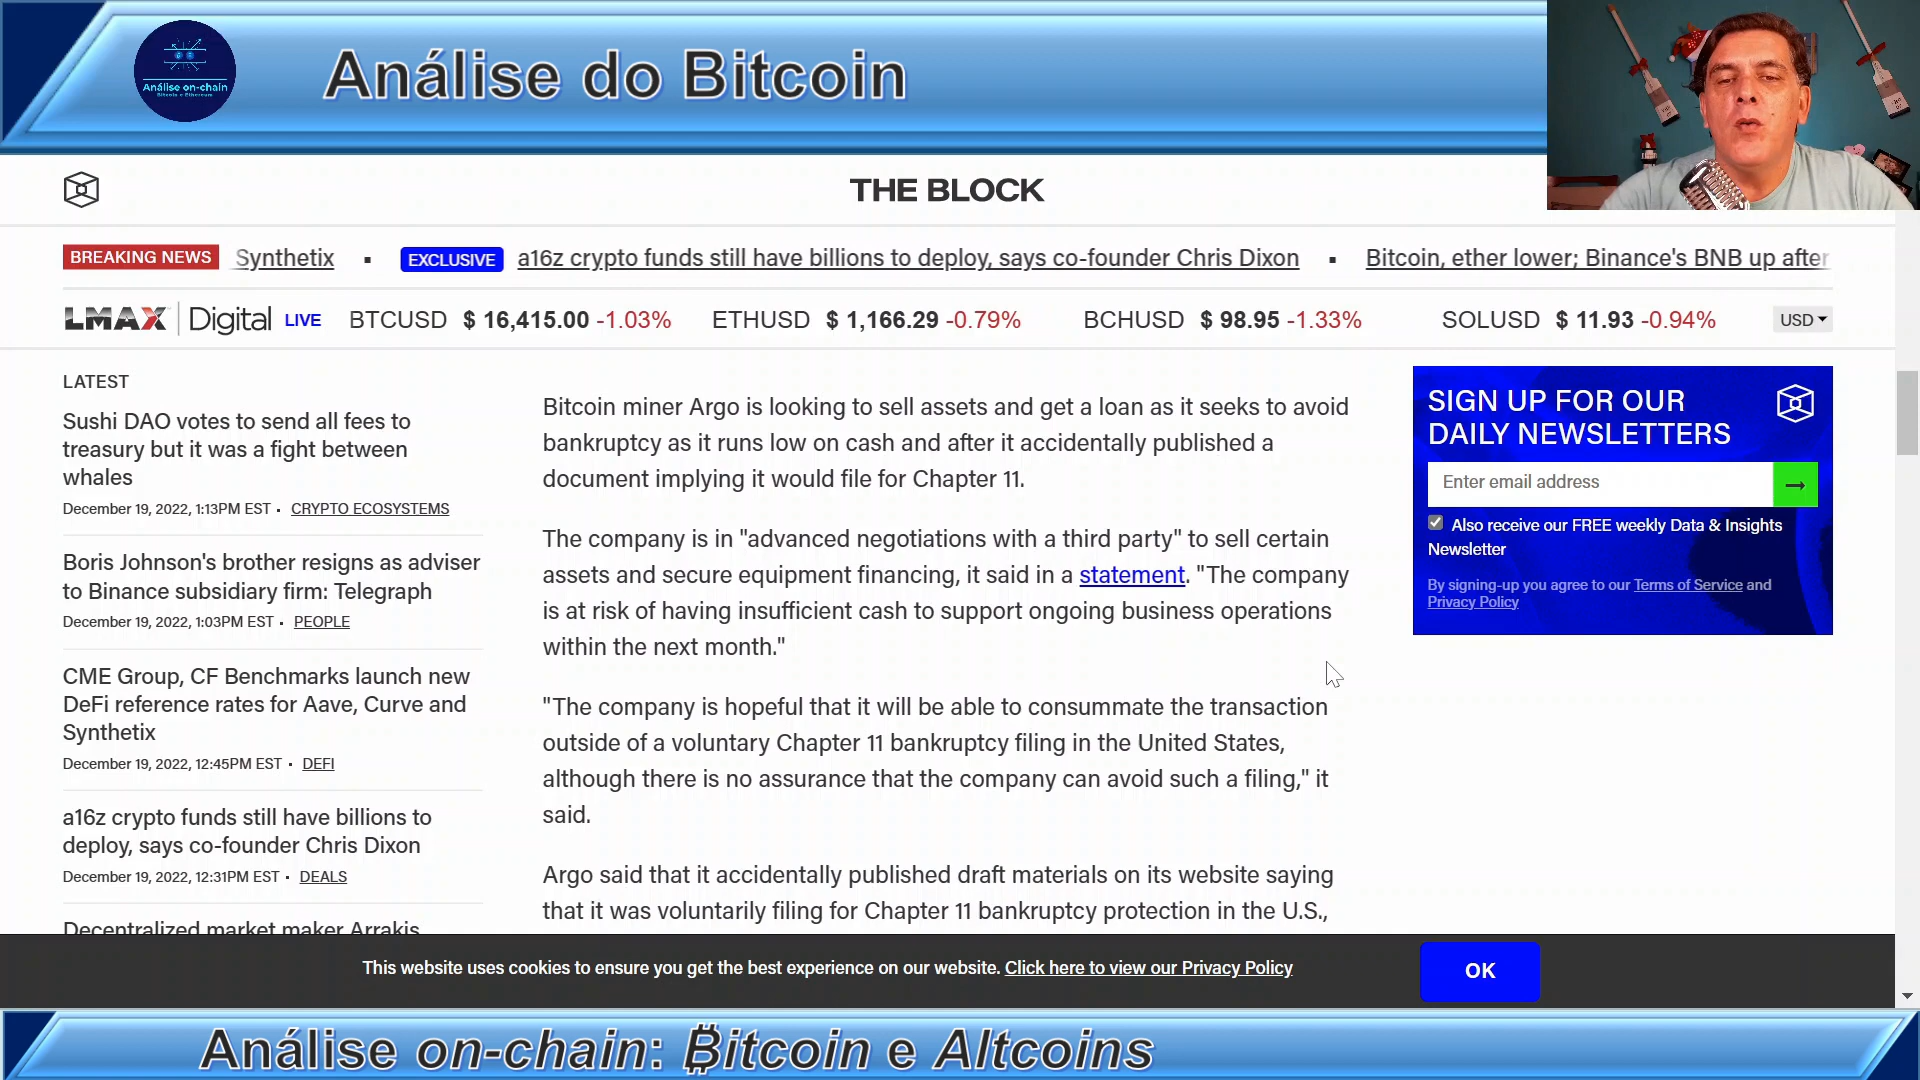 Análise on-chain
Bitcoin e Ethereum
Análise do Bitcoin
THE BLOCK
BREAKING NEWS Synthetix ▪ EXCLUSIVE a16z crypto funds still have billions to deploy, says co-founder Chris Dixon ▪ Bitcoin, ether lower; Binance's BNB up after
LMAX Digital LIVE BTCUSD $ 16,415.00 -1.03% ETHUSD $ 1,166.29 -0.79% BCHUSD $ 98.95 -1.33% SOLUSD $ 11.93 -0.94% USD
LATEST
Sushi DAO votes to send all fees to
treasury but it was a fight between
whales
December 19, 2022, 1:13PM EST • CRYPTO ECOSYSTEMS
Boris Johnson's brother resigns as adviser
to Binance subsidiary firm: Telegraph
December 19, 2022, 1:03PM EST • PEOPLE
CME Group, CF Benchmarks launch new
DeFi reference rates for Aave, Curve and
Synthetix
December 19, 2022, 12:45PM EST • DEFI
a16z crypto funds still have billions to
deploy, says co-founder Chris Dixon
December 19, 2022, 12:31PM EST • DEALS
Decentralized market maker Arrakis
Bitcoin miner Argo is looking to sell assets and get a loan as it seeks to avoid
bankruptcy as it runs low on cash and after it accidentally published a
document implying it would file for Chapter 11.
The company is in "advanced negotiations with a third party" to sell certain
assets and secure equipment financing, it said in a statement. "The company
is at risk of having insufficient cash to support ongoing business operations
within the next month."
"The company is hopeful that it will be able to consummate the transaction
outside of a voluntary Chapter 11 bankruptcy filing in the United States,
although there is no assurance that the company can avoid such a filing," it
said.
Argo said that it accidentally published draft materials on its website saying
that it was voluntarily filing for Chapter 11 bankruptcy protection in the U.S.,
SIGN UP FOR OUR
DAILY NEWSLETTERS
Enter email address →
Also receive our FREE weekly Data & Insights
Newsletter
By signing-up you agree to our Terms of Service and
Privacy Policy
This website uses cookies to ensure you get the best experience on our website. Click here to view our Privacy Policy OK
Análise on-chain: ₿itcoin e Altcoins